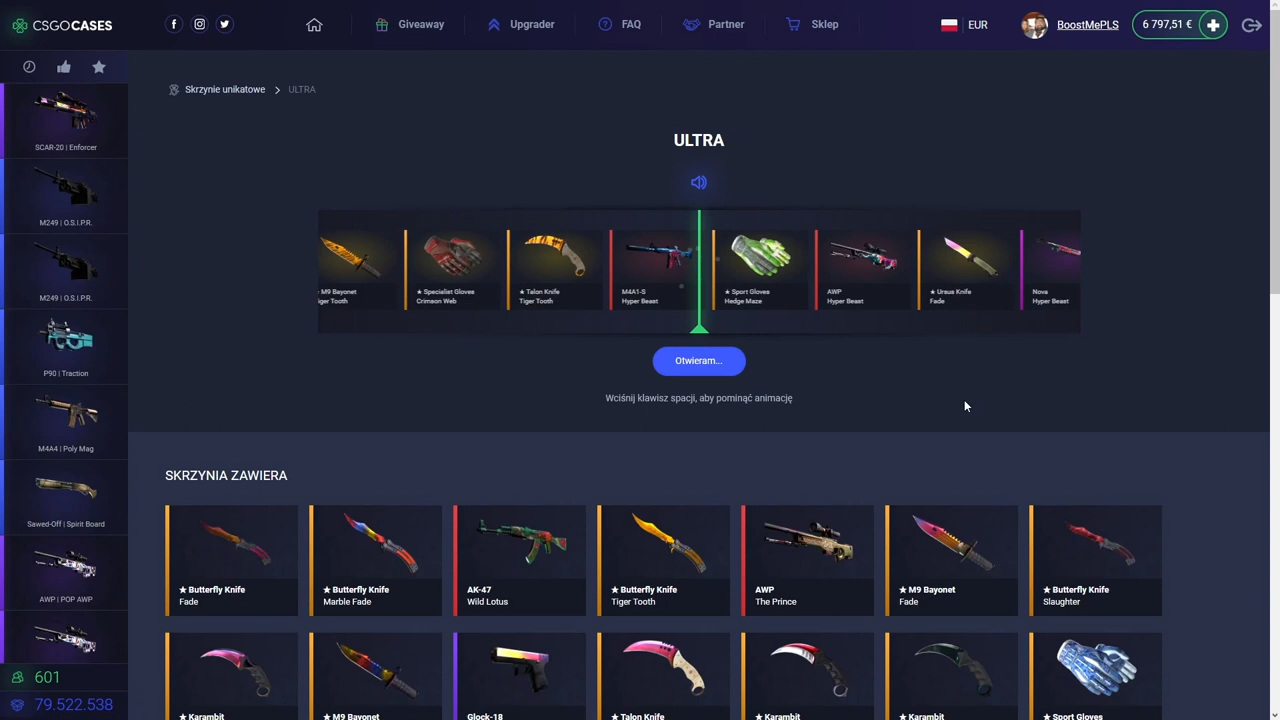 CSGOCASES
Giveaway
Upgrader
FAQ
Partner
Sklep
EUR
BoostMePLS
6 797,51 €
Skrzynie unikatowe
ULTRA
SCAR-20 | Enforcer
M249 | O.S.I.P.R.
M249 | O.S.I.P.R.
P90 | Traction
M4A4 | Poly Mag
Sawed-Off | Spirit Board
AWP | POP AWP
601
79.522.538
ULTRA
M9 Bayonet
iger Tooth
★ Specialist Gloves
Crimson Web
★ Talon Knife
Tiger Tooth
M4A1-S
Hyper Beast
★ Sport Gloves
Hedge Maze
AWP
Hyper Beast
★ Ursus Knife
Fade
Nova
Hyper Beast
Otwieram...
Wciśnij klawisz spacji, aby pominąć animację
SKRZYNIA ZAWIERA
★ Butterfly Knife
Fade
★ Butterfly Knife
Marble Fade
AK-47
Wild Lotus
★ Butterfly Knife
Tiger Tooth
AWP
The Prince
★ M9 Bayonet
Fade
★ Butterfly Knife
Slaughter
★ Karambit
★ M9 Bayonet
Glock-18
★ Talon Knife
★ Karambit
★ Karambit
★ Sport Gloves